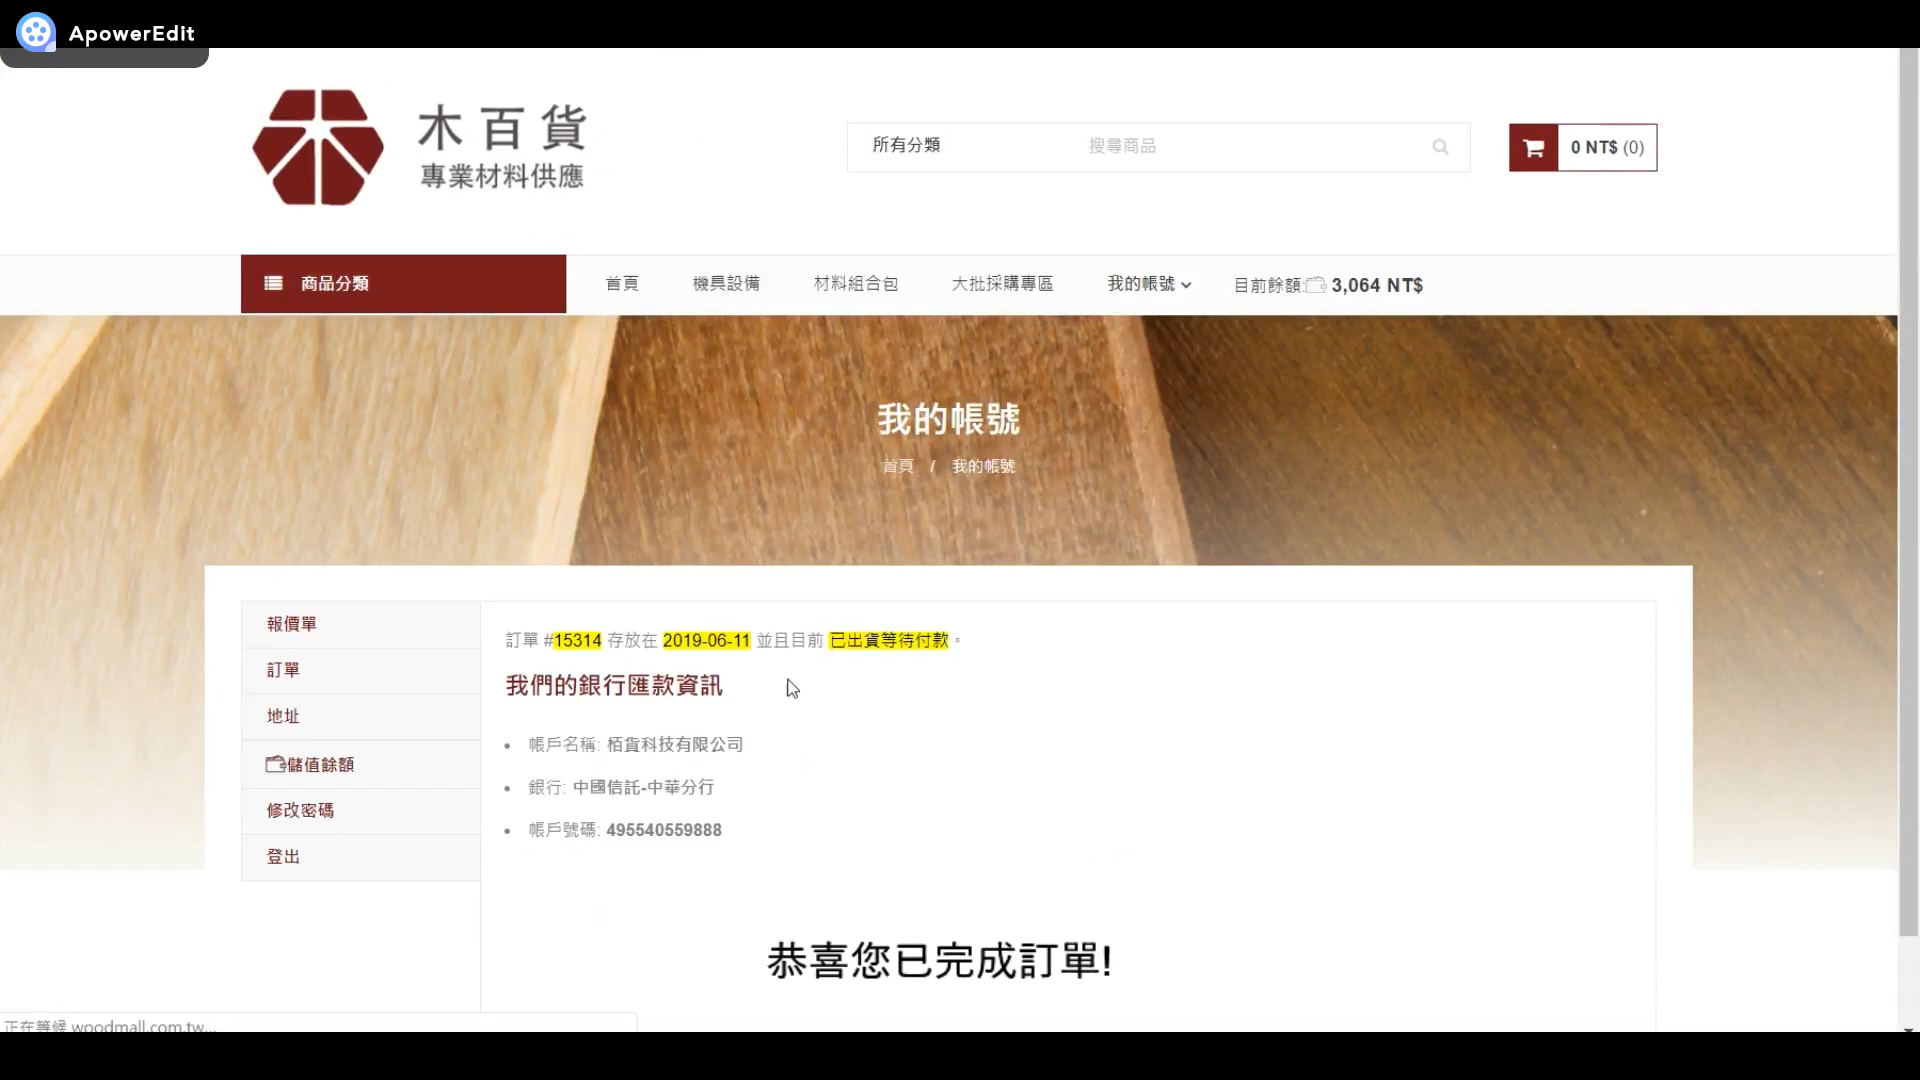 ApowerEdit
木百貨
專業材料供應
所有分類 搜尋商品
0 NT$ (0)
商品分類 首頁 機具設備 材料組合包 大批採購專區 我的帳號 目前餘額: 3,064 NT$
我的帳號
首頁 / 我的帳號
報價單
訂單
地址
儲值餘額
修改密碼
登出
訂單 #15314 存放在 2019-06-11 並且目前 已出貨等待付款。
我們的銀行匯款資訊
帳戶名稱: 栢貨科技有限公司
銀行: 中國信託-中華分行
帳戶號碼: 495540559888
恭喜您已完成訂單!
正在等候 woodmall.com.tw...